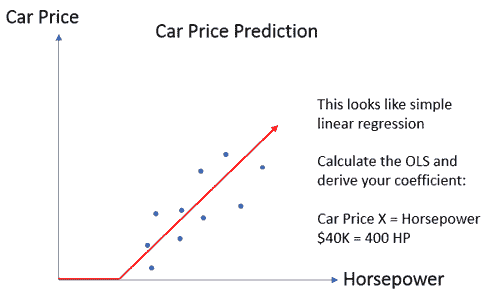 Car Price
Car Price Prediction
This looks like simple
linear regression
Calculate the OLS and
derive your coefficient:
Car Price X = Horsepower
$40K = 400 HP
Horsepower